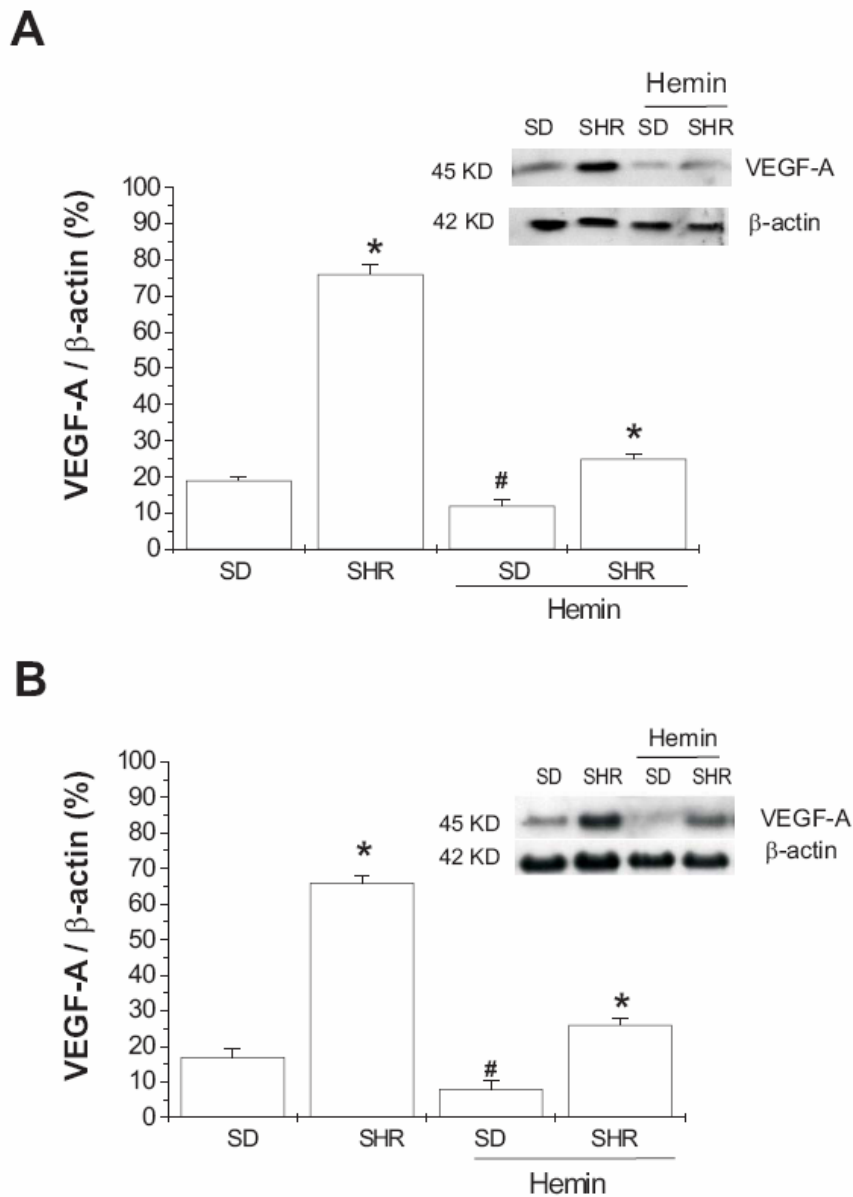 A
Hemin
SD SHR SD SHR
45 KD VEGF-A
42 KD β-actin
VEGF-A / β-actin (%)
100
90
80
70
60
50
40
30
20
10
0
*
#
*
SD SHR SD SHR
Hemin
B
Hemin
SD SHR SD SHR
45 KD VEGF-A
42 KD β-actin
VEGF-A / β-actin (%)
100
90
80
70
60
50
40
30
20
10
0
*
#
*
SD SHR SD SHR
Hemin